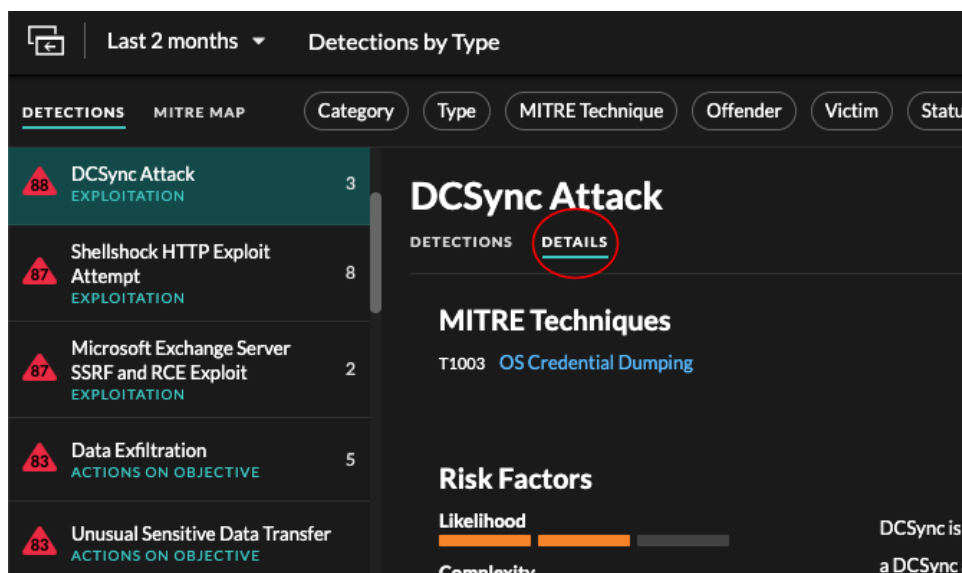 Last 2 months
Detections by Type
DETECTIONS
MITRE MAP
Category
Type
MITRE Technique
Offender
Victim
Statu
88
DCSync Attack
EXPLOITATION
3
87
Shellshock HTTP Exploit
Attempt
EXPLOITATION
8
87
Microsoft Exchange Server
SSRF and RCE Exploit
EXPLOITATION
2
83
Data Exfiltration
ACTIONS ON OBJECTIVE
5
83
Unusual Sensitive Data Transfer
ACTIONS ON OBJECTIVE
DCSync Attack
DETECTIONS
DETAILS
MITRE Techniques
T1003 OS Credential Dumping
Risk Factors
Likelihood
Complexity
DCSync is
a DCSync